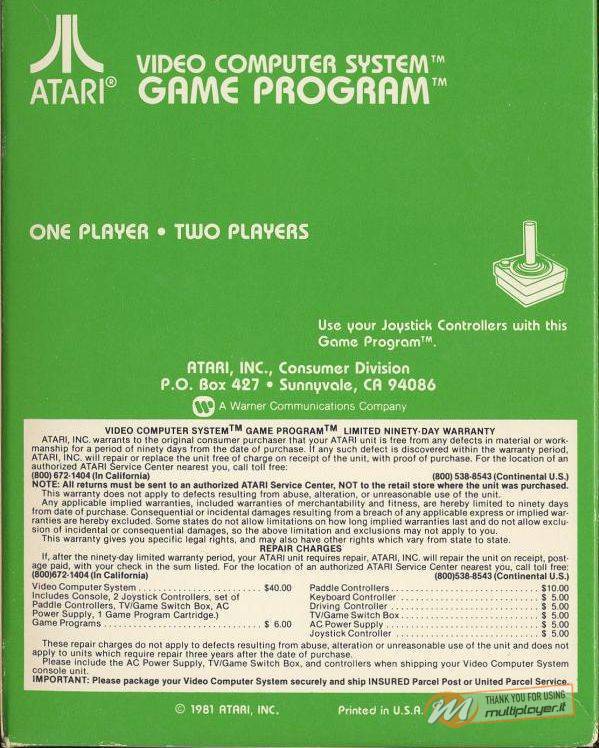 VIDEO COMPUTER SYSTEM™
ATARI® GAME PROGRAM™
ONE PLAYER • TWO PLAYERS
Use your Joystick Controllers with this
Game Program™.
ATARI, INC., Consumer Division
P.O. Box 427 • Sunnyvale, CA 94086
A Warner Communications Company
VIDEO COMPUTER SYSTEM™ GAME PROGRAM™ LIMITED NINETY-DAY WARRANTY
ATARI, INC. warrants to the original consumer purchaser that your ATARI unit is free from any defects in material or work-
manship for a period of ninety days from the date of purchase. If any such defect is discovered within the warranty period,
ATARI, INC. will repair or replace the unit free of charge on receipt of the unit, with proof of purchase. For the location of an
authorized ATARI Service Center nearest you, call toll free:
(800) 672-1404 (In California) (800) 538-8543 (Continental U.S.)
NOTE: All returns must be sent to an authorized ATARI Service Center, NOT to the retail store where the unit was purchased.
This warranty does not apply to defects resulting from abuse, alteration, or unreasonable use of the unit.
Any applicable implied warranties, included warranties of merchantability and fitness, are hereby limited to ninety days
from date of purchase. Consequential or incidental damages resulting from a breach of any applicable express or implied war-
ranties are hereby excluded. Some states do not allow limitations on how long implied warranties last and do not allow exclu-
sion of incidental or consequential damages, so the above limitation and exclusions may not apply to you.
This warranty gives you specific legal rights, and may also have other rights which vary from state to state.
REPAIR CHARGES
If, after the ninety-day limited warranty period, your ATARI unit requires repair, ATARI, INC. will repair the unit on receipt, post-
age paid, with your check in the sum listed. For the location of an authorized ATARI Service Center nearest you, call toll free:
(800)672-1404 (In California) (800)538-8543 (Continental U.S.)
Video Computer System . . . . . . . . . . . . . . . . . . . . $40.00
Includes Console, 2 Joystick Controllers, set of
Paddle Controllers, TV/Game Switch Box, AC
Power Supply, 1 Game Program Cartridge.)
Game Programs . . . . . . . . . . . . . . . . . . . . . . . . . . $ 6.00
Paddle Controllers . . . . . . . . . . . . . . . . . . . . . . . . $10.00
Keyboard Controller . . . . . . . . . . . . . . . . . . . . . . . $ 5.00
Driving Controller . . . . . . . . . . . . . . . . . . . . . . . . . $ 5.00
TV/Game Switch Box . . . . . . . . . . . . . . . . . . . . . . . $ 5.00
AC Power Supply . . . . . . . . . . . . . . . . . . . . . . . . . $ 5.00
Joystick Controller . . . . . . . . . . . . . . . . . . . . . . . . $ 5.00
These repair charges do not apply to defects resulting from abuse, alteration or unreasonable use of the unit and does not
apply to units which require repair three years after the date of purchase.
Please include the AC Power Supply, TV/Game Switch Box, and controllers when shipping your Video Computer System
console unit.
IMPORTANT: Please package your Video Computer System securely and ship INSURED Parcel Post or United Parcel Service.
© 1981 ATARI, INC. Printed in U.S.A.
THANK YOU FOR USING
multiplayer.it